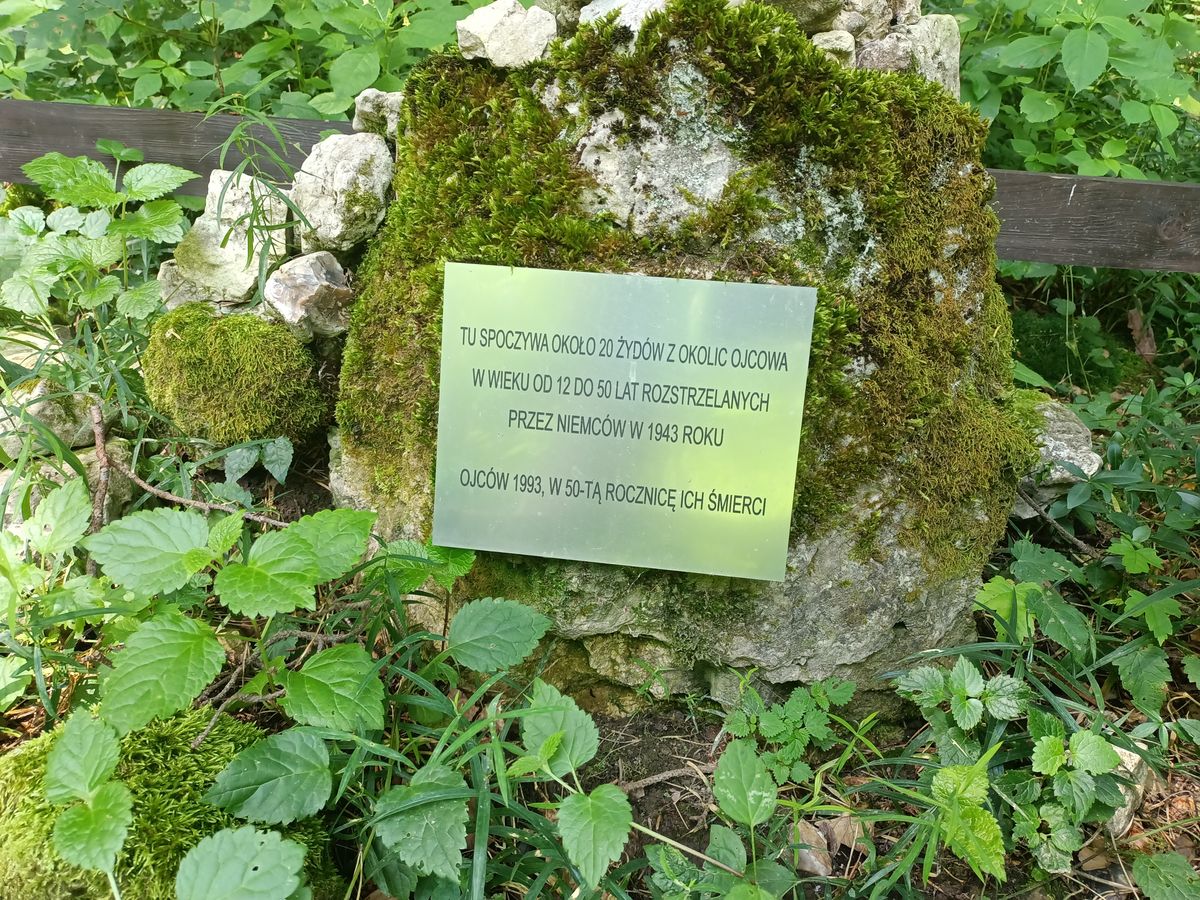 TU SPOCZYWA OKOŁO 20 ŻYDÓW Z OKOLIC OJCOWA
W WIEKU OD 12 DO 50 LAT ROZSTRZELANYCH
PRZEZ NIEMCÓW W 1943 ROKU
OJCÓW 1993, W 50-TĄ ROCZNICĘ ICH ŚMIERCI